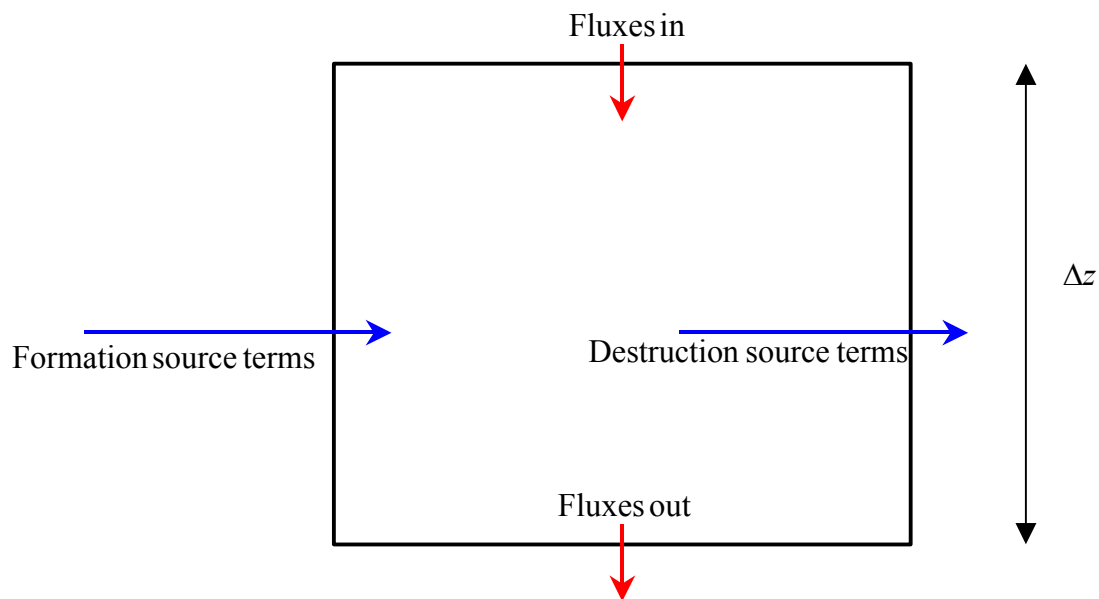 Fluxes in
Δz
Formation source terms
Destruction source terms
Fluxes out